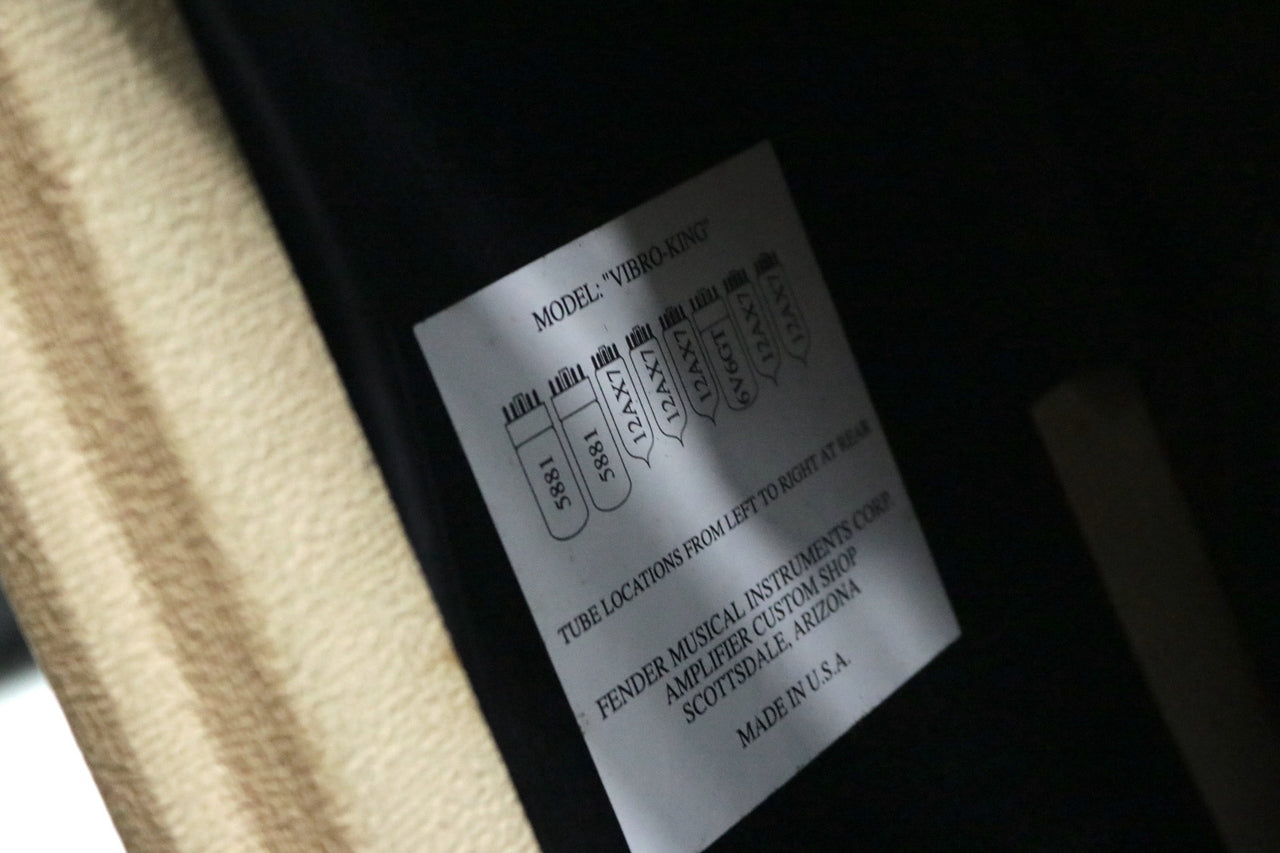 MODEL: "VIBRO-KING"
5881
5881
12AX7
12AX7
12AX7
6V6GT
12AX7
12AX7
TUBE LOCATIONS FROM LEFT TO RIGHT AT REAR
FENDER MUSICAL INSTRUMENTS CORP.
AMPLIFIER CUSTOM SHOP
SCOTTSDALE, ARIZONA
MADE IN U.S.A.